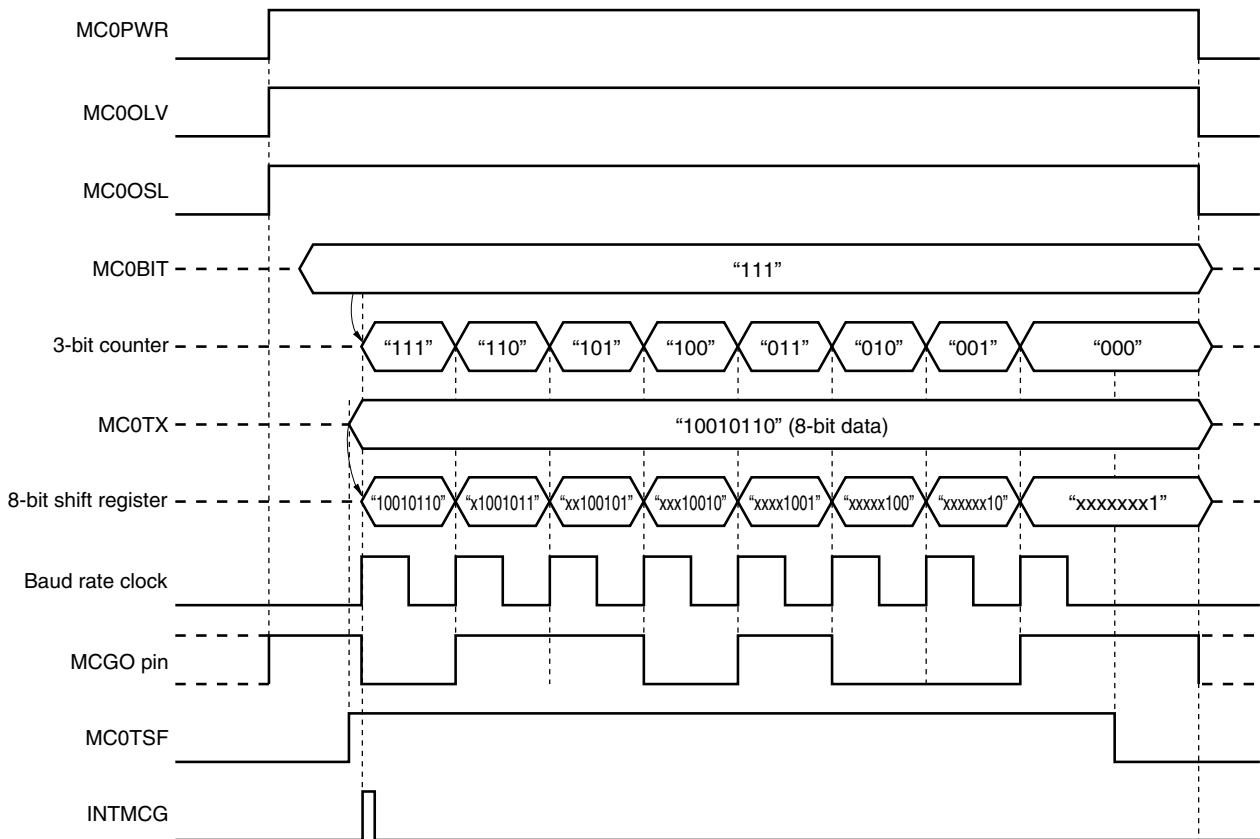 MC0PWR
MC0OLV
MC0OSL
MC0BIT “111”
3-bit counter “111” “110” “101” “100” “011” “010” “001” “000”
MC0TX “10010110” (8-bit data)
8-bit shift register “10010110” “x1001011” “xx100101” “xxx10010” “xxxx1001” “xxxxx100” “xxxxxx10” “xxxxxxx1”
Baud rate clock
MCGO pin
MC0TSF
INTMCG